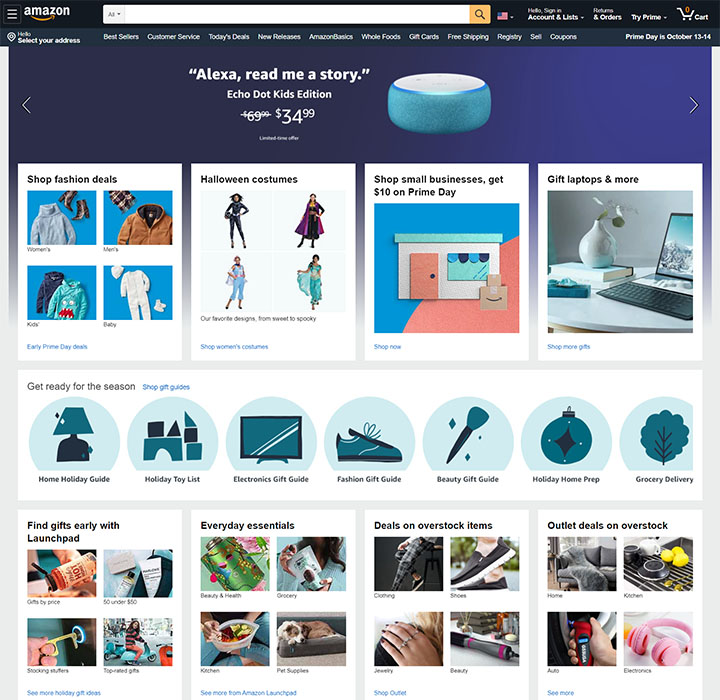 amazon
All
Hello, Sign in
Account & Lists
Returns
& Orders
Try Prime
0
Cart
Hello
Select your address
Best Sellers
Customer Service
Today's Deals
New Releases
AmazonBasics
Whole Foods
Gift Cards
Free Shipping
Registry
Sell
Coupons
Prime Day is October 13-14
“Alexa, read me a story.”
Echo Dot Kids Edition
$6999 $3499
Limited-time offer
Shop fashion deals
Women's
Men's
Kids'
Baby
Early Prime Day deals
Halloween costumes
Our favorite designs, from sweet to spooky
Shop women's costumes
Shop small businesses, get
$10 on Prime Day
Shop now
Gift laptops & more
Shop more gifts
Get ready for the season
Shop gift guides
Home Holiday Guide
Holiday Toy List
Electronics Gift Guide
Fashion Gift Guide
Beauty Gift Guide
Holiday Home Prep
Grocery Delivery
Find gifts early with
Launchpad
Gifts by price
50 under $50
Stocking stuffers
Top-rated gifts
See more holiday gift ideas
Everyday essentials
Beauty & Health
Grocery
Kitchen
Pet Supplies
See more from Amazon Launchpad
Deals on overstock items
Clothing
Shoes
Jewelry
Beauty
Shop Outlet
Outlet deals on overstock
Home
Kitchen
Auto
Electronics
See more